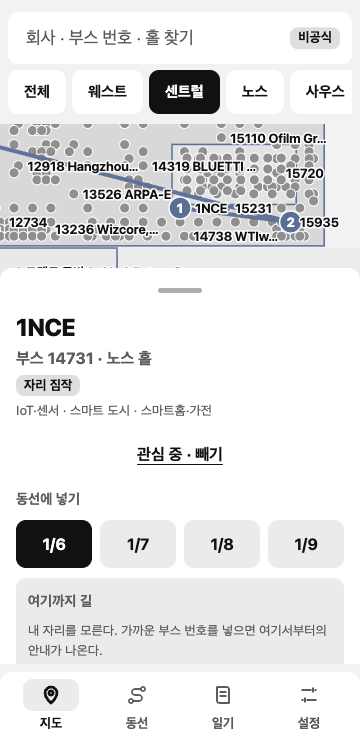 회사 · 부스 번호 · 홀 찾기
비공식
전체
웨스트
센트럴
노스
사우스
15110 Ofilm Gr...
12918 Hangzhou...
14319 BLUETTI ...
15720
13526 ARPA-E
1
1NCE
15231
12734
13236 Wizcore,...
14738 WTIw...
2
15935
1NCE
부스 14731 · 노스 홀
자리 짐작
IoT·센서 · 스마트 도시 · 스마트홈·가전
관심 중 · 빼기
동선에 넣기
1/6
1/7
1/8
1/9
여기까지 길
내 자리를 모른다. 가까운 부스 번호를 넣으면 여기서부터의
안내가 나온다.
지도
동선
일기
설정